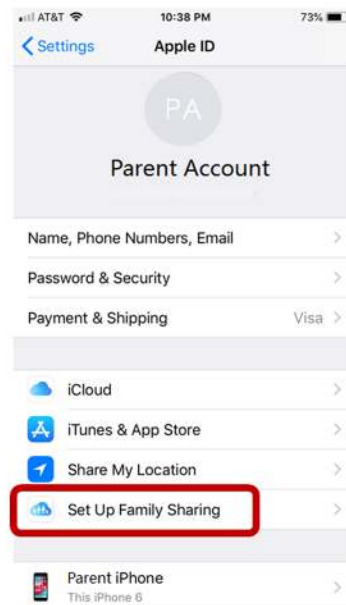 AT&T 10:38 PM 73%
Settings Apple ID
PA
Parent Account
Name, Phone Numbers, Email
Password & Security
Payment & Shipping Visa
iCloud
iTunes & App Store
Share My Location
Set Up Family Sharing
Parent iPhone
This iPhone 6